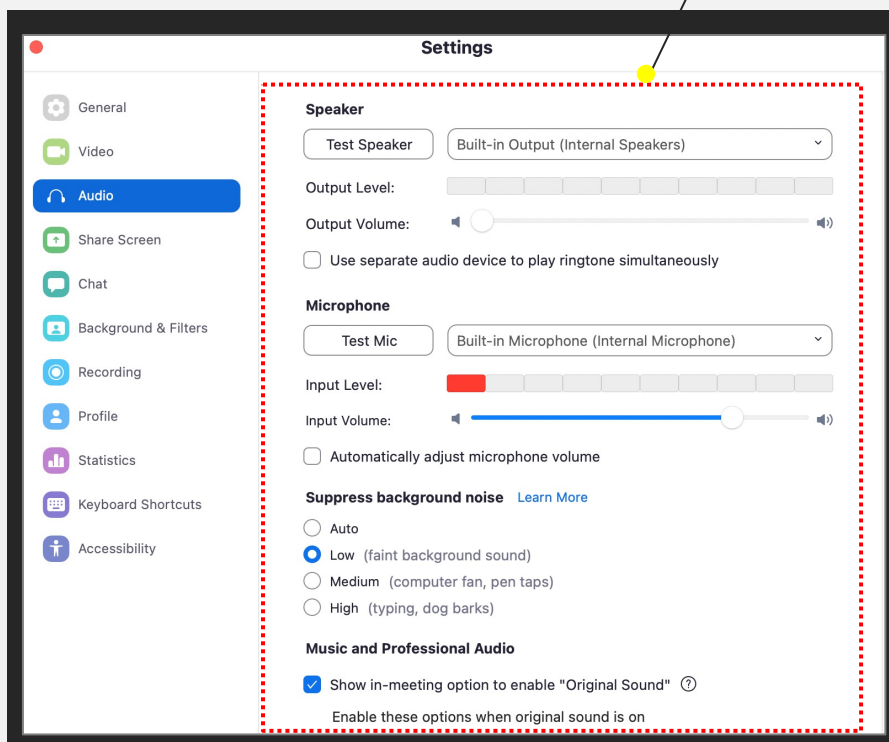 Settings
General
Video
Audio
Share Screen
Chat
Background & Filters
Recording
Profile
Statistics
Keyboard Shortcuts
Accessibility
Speaker
Test Speaker Built-in Output (Internal Speakers)
Output Level:
Output Volume:
Use separate audio device to play ringtone simultaneously
Microphone
Test Mic Built-in Microphone (Internal Microphone)
Input Level:
Input Volume:
Automatically adjust microphone volume
Suppress background noise Learn More
Auto
Low (faint background sound)
Medium (computer fan, pen taps)
High (typing, dog barks)
Music and Professional Audio
Show in-meeting option to enable "Original Sound" ?
Enable these options when original sound is on